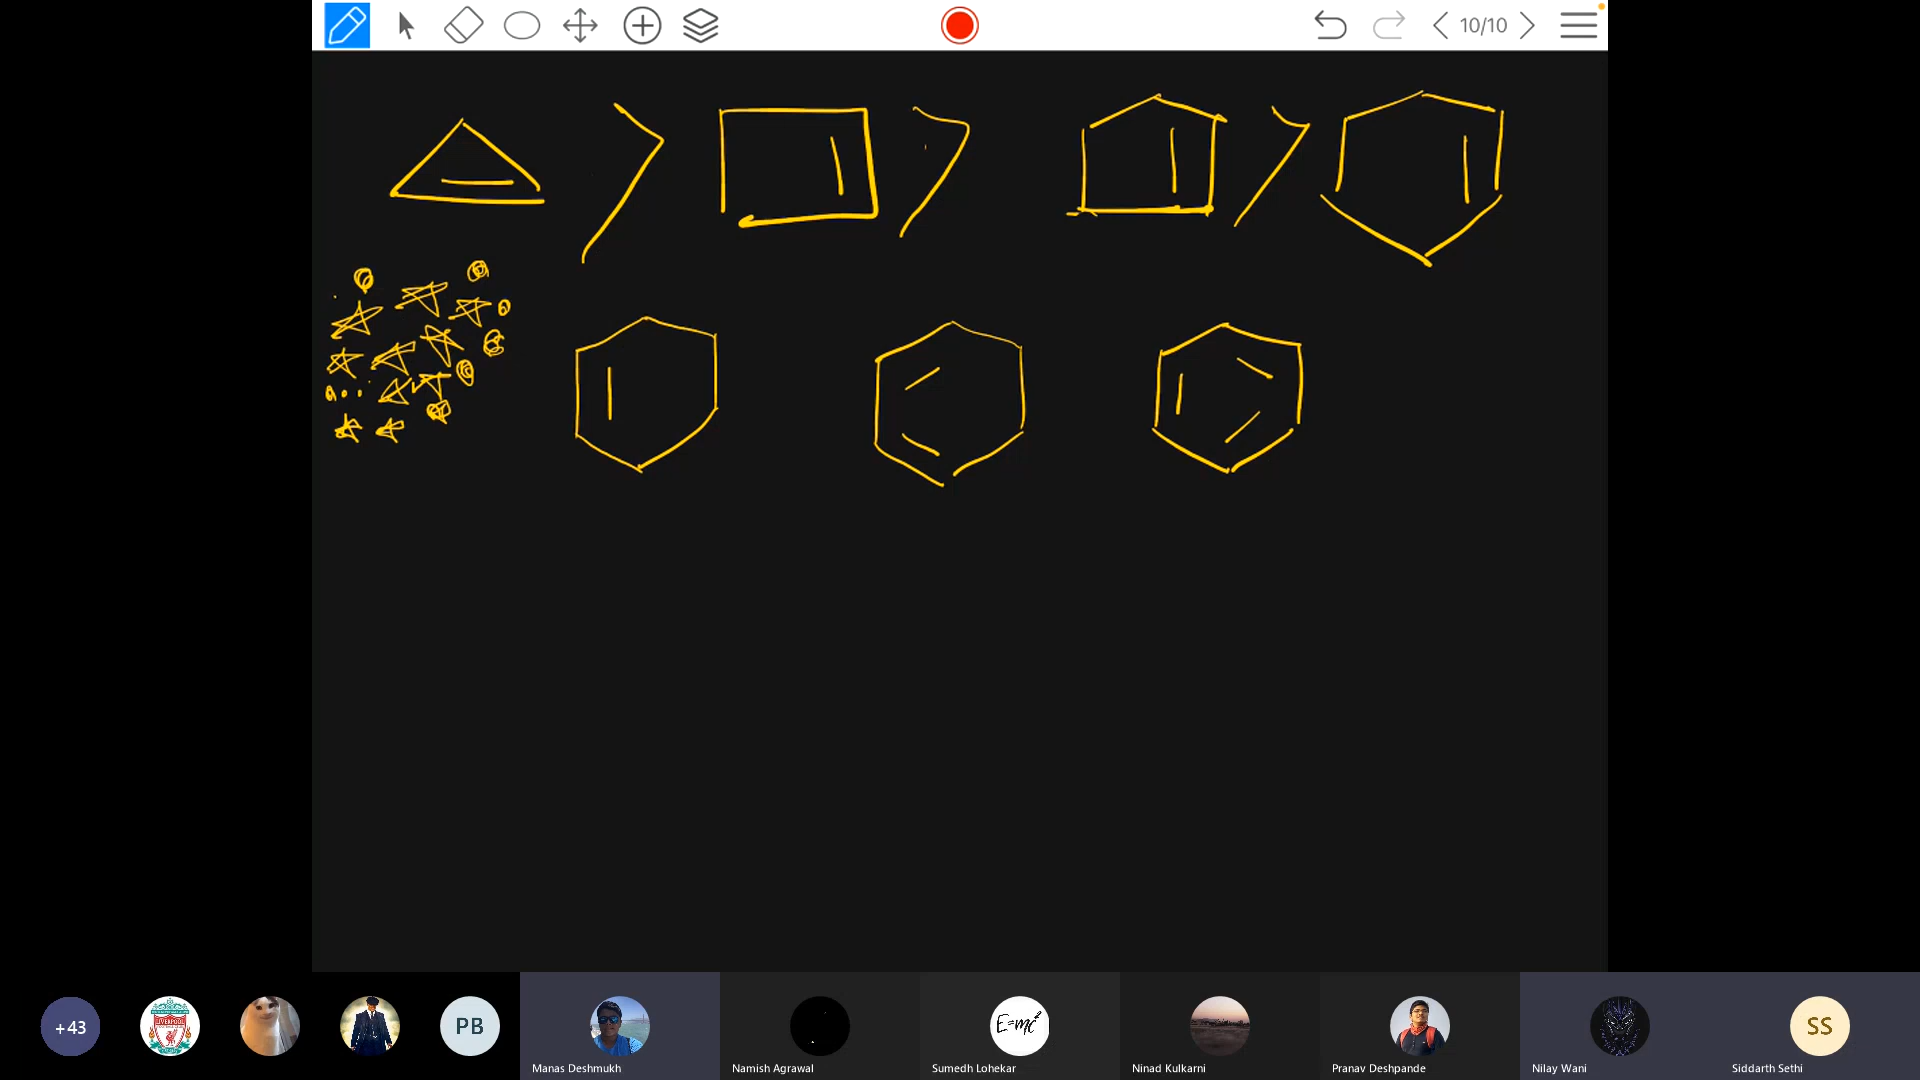 10/10
+43
LIVERPOOL
PB
E=mc²
SS
Manas Deshmukh
Namish Agrawal
Sumedh Lohekar
Ninad Kulkarni
Pranav Deshpande
Nilay Wani
Siddarth Sethi